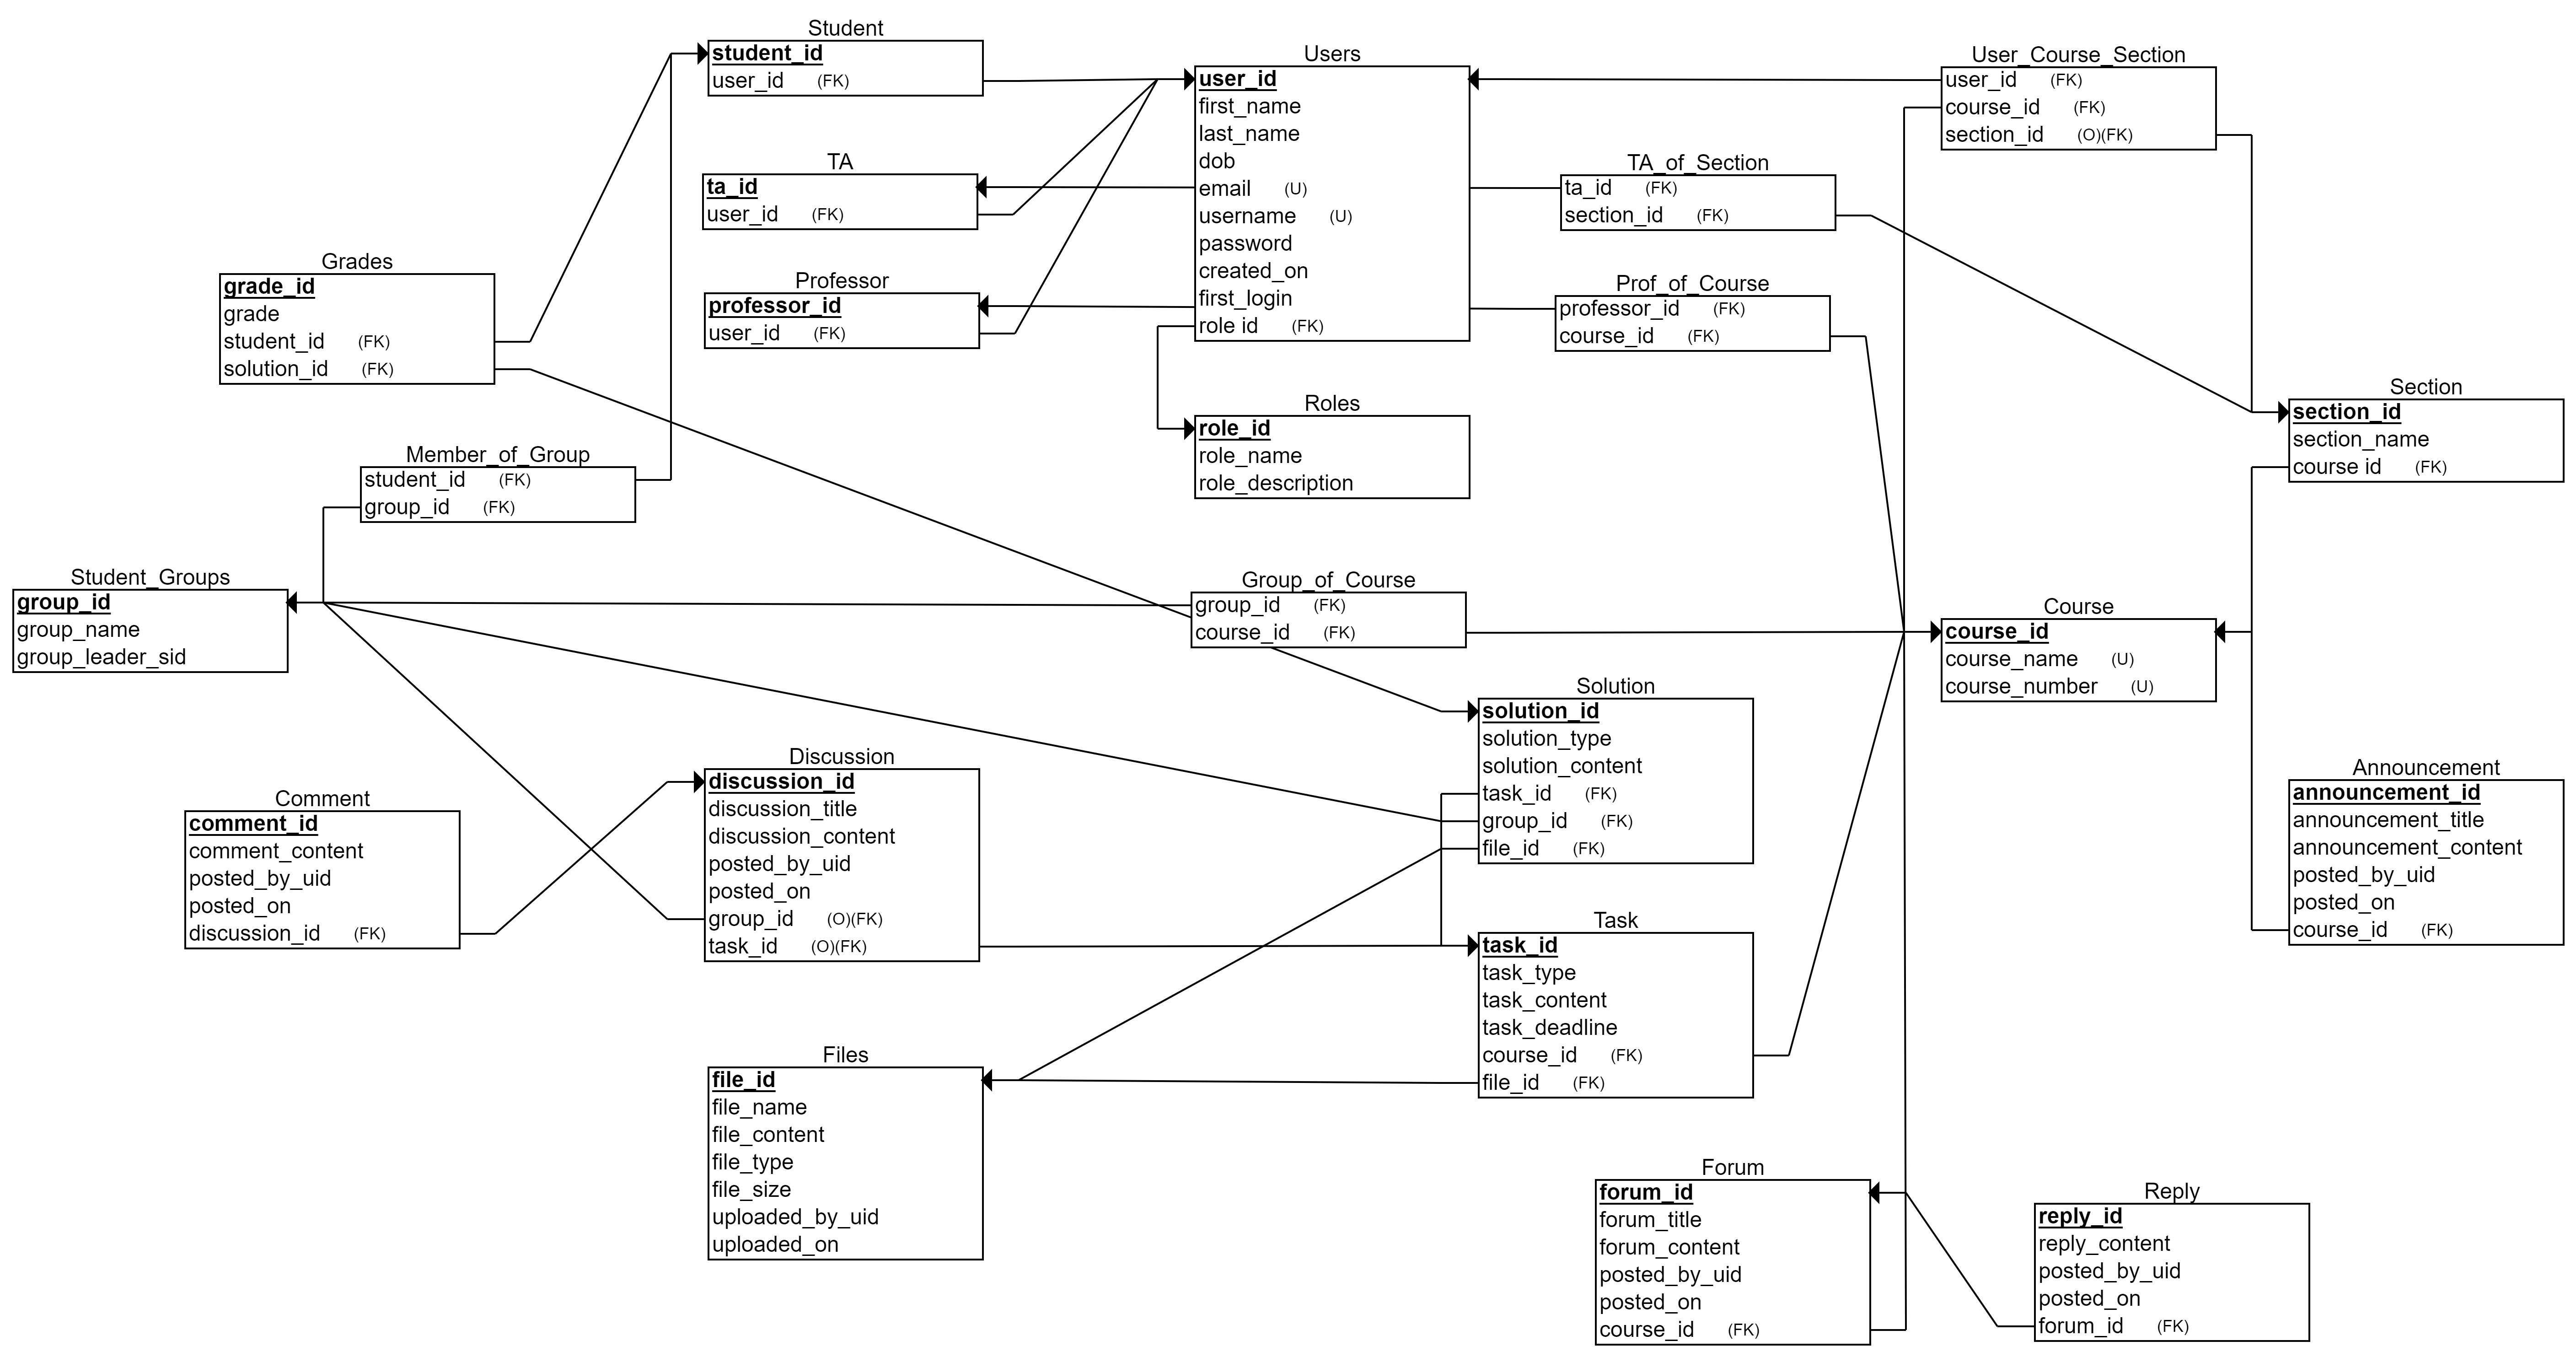 Student
student_id
user_id (FK)
Users
user_id
first_name
last_name
dob
email (U)
username (U)
password
created_on
first_login
role id (FK)
User_Course_Section
user_id (FK)
course_id (FK)
section_id (O)(FK)
TA
ta_id
user_id (FK)
TA_of_Section
ta_id (FK)
section_id (FK)
Grades
grade_id
grade
student_id (FK)
solution_id (FK)
Professor
professor_id
user_id (FK)
Prof_of_Course
professor_id (FK)
course_id (FK)
Roles
role_id
role_name
role_description
Section
section_id
section_name
course id (FK)
Member_of_Group
student_id (FK)
group_id (FK)
Student_Groups
group_id
group_name
group_leader_sid
Group_of_Course
group_id (FK)
course_id (FK)
Course
course_id
course_name (U)
course_number (U)
Solution
solution_id
solution_type
solution_content
task_id (FK)
group_id (FK)
file_id (FK)
Discussion
discussion_id
discussion_title
discussion_content
posted_by_uid
posted_on
group_id (O)(FK)
task_id (O)(FK)
Comment
comment_id
comment_content
posted_by_uid
posted_on
discussion_id (FK)
Announcement
announcement_id
announcement_title
announcement_content
posted_by_uid
posted_on
course_id (FK)
Task
task_id
task_type
task_content
task_deadline
course_id (FK)
file_id (FK)
Files
file_id
file_name
file_content
file_type
file_size
uploaded_by_uid
uploaded_on
Forum
forum_id
forum_title
forum_content
posted_by_uid
posted_on
course_id (FK)
Reply
reply_id
reply_content
posted_by_uid
posted_on
forum_id (FK)